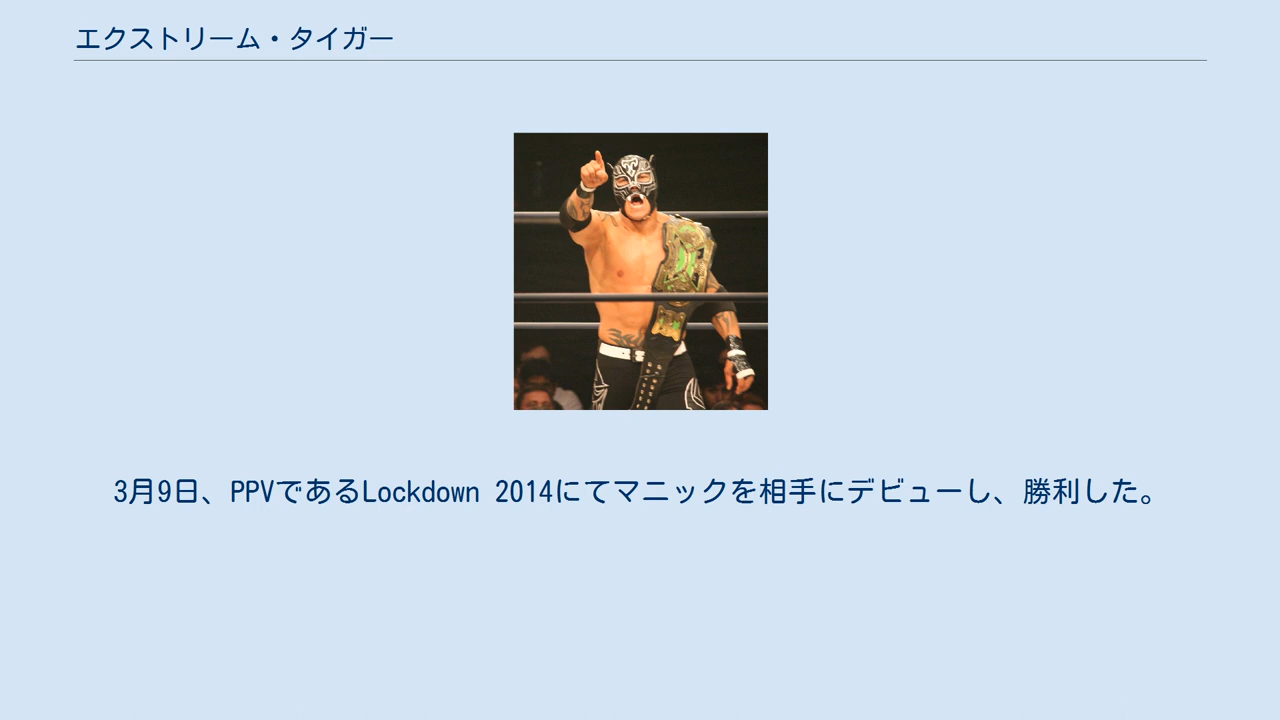 エクストリーム・タイガー
3月9日、PPVであるLockdown 2014にてマニックを相手にデビューし、勝利した。